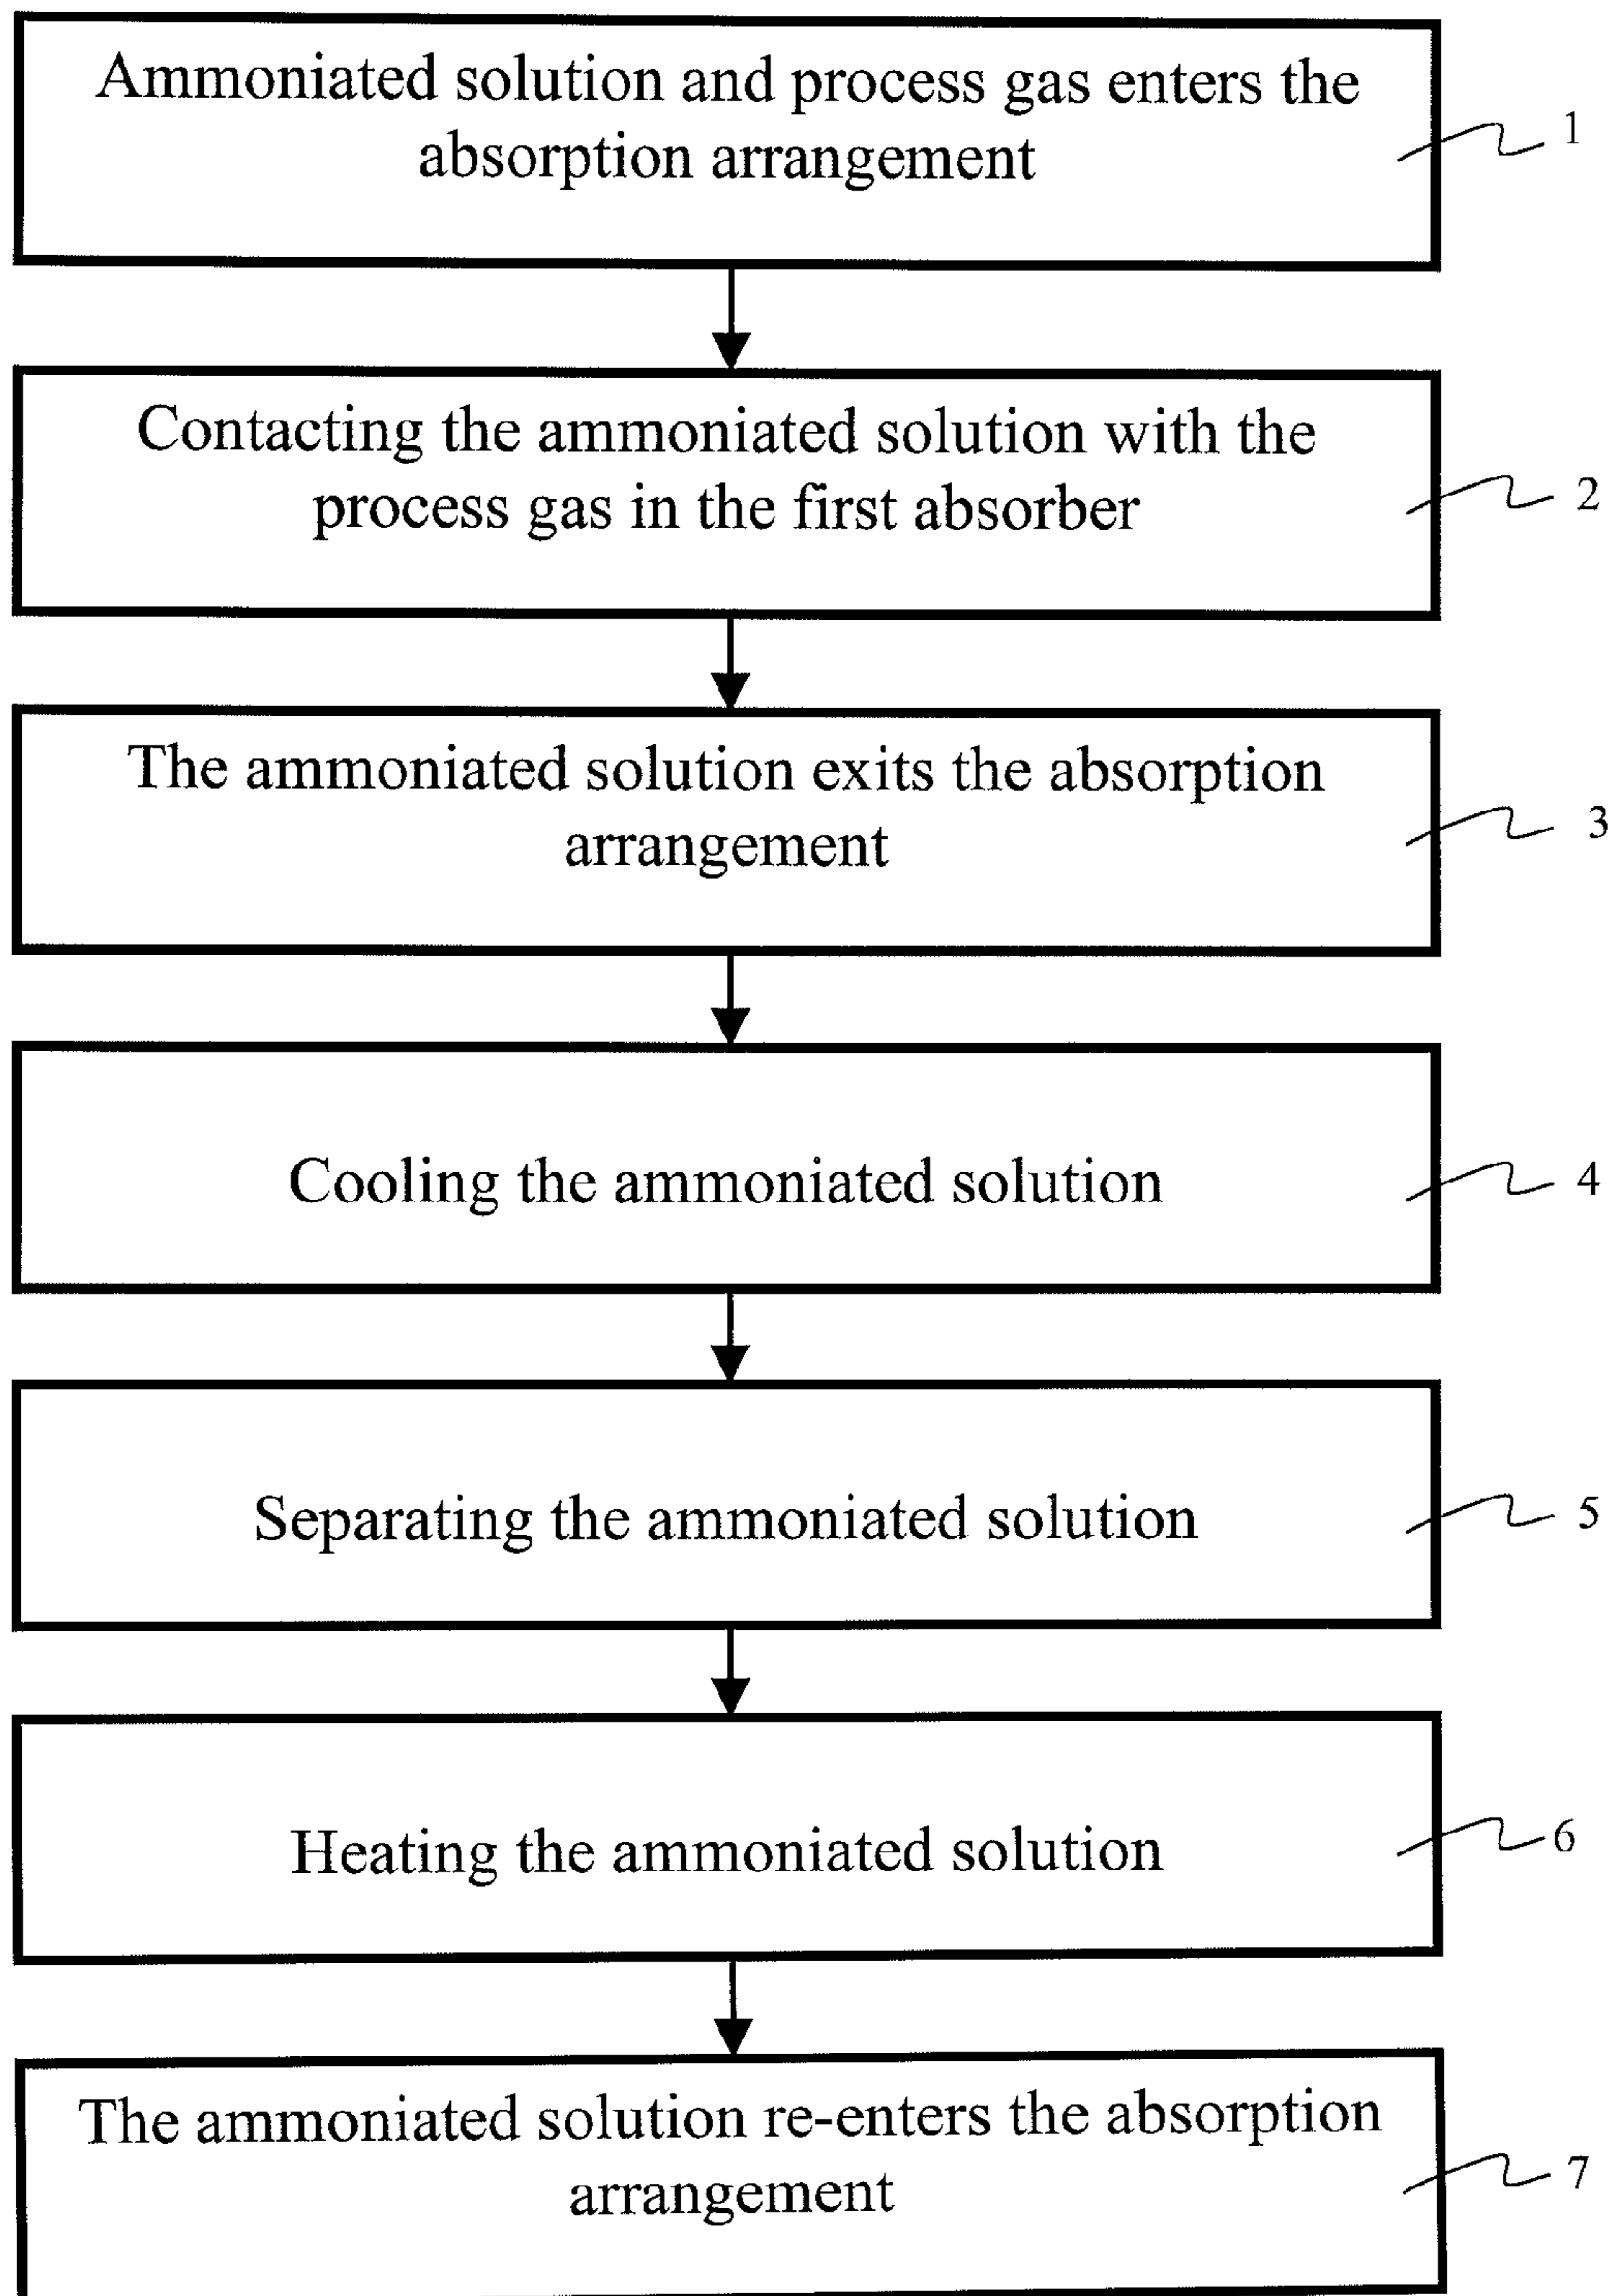 Ammoniated solution and process gas enters the
absorption arrangement
1
Contacting the ammoniated solution with the
process gas in the first absorber
2
The ammoniated solution exits the absorption
arrangement
3
Cooling the ammoniated solution
4
Separating the ammoniated solution
5
Heating the ammoniated solution
6
The ammoniated solution re-enters the absorption
arrangement
7